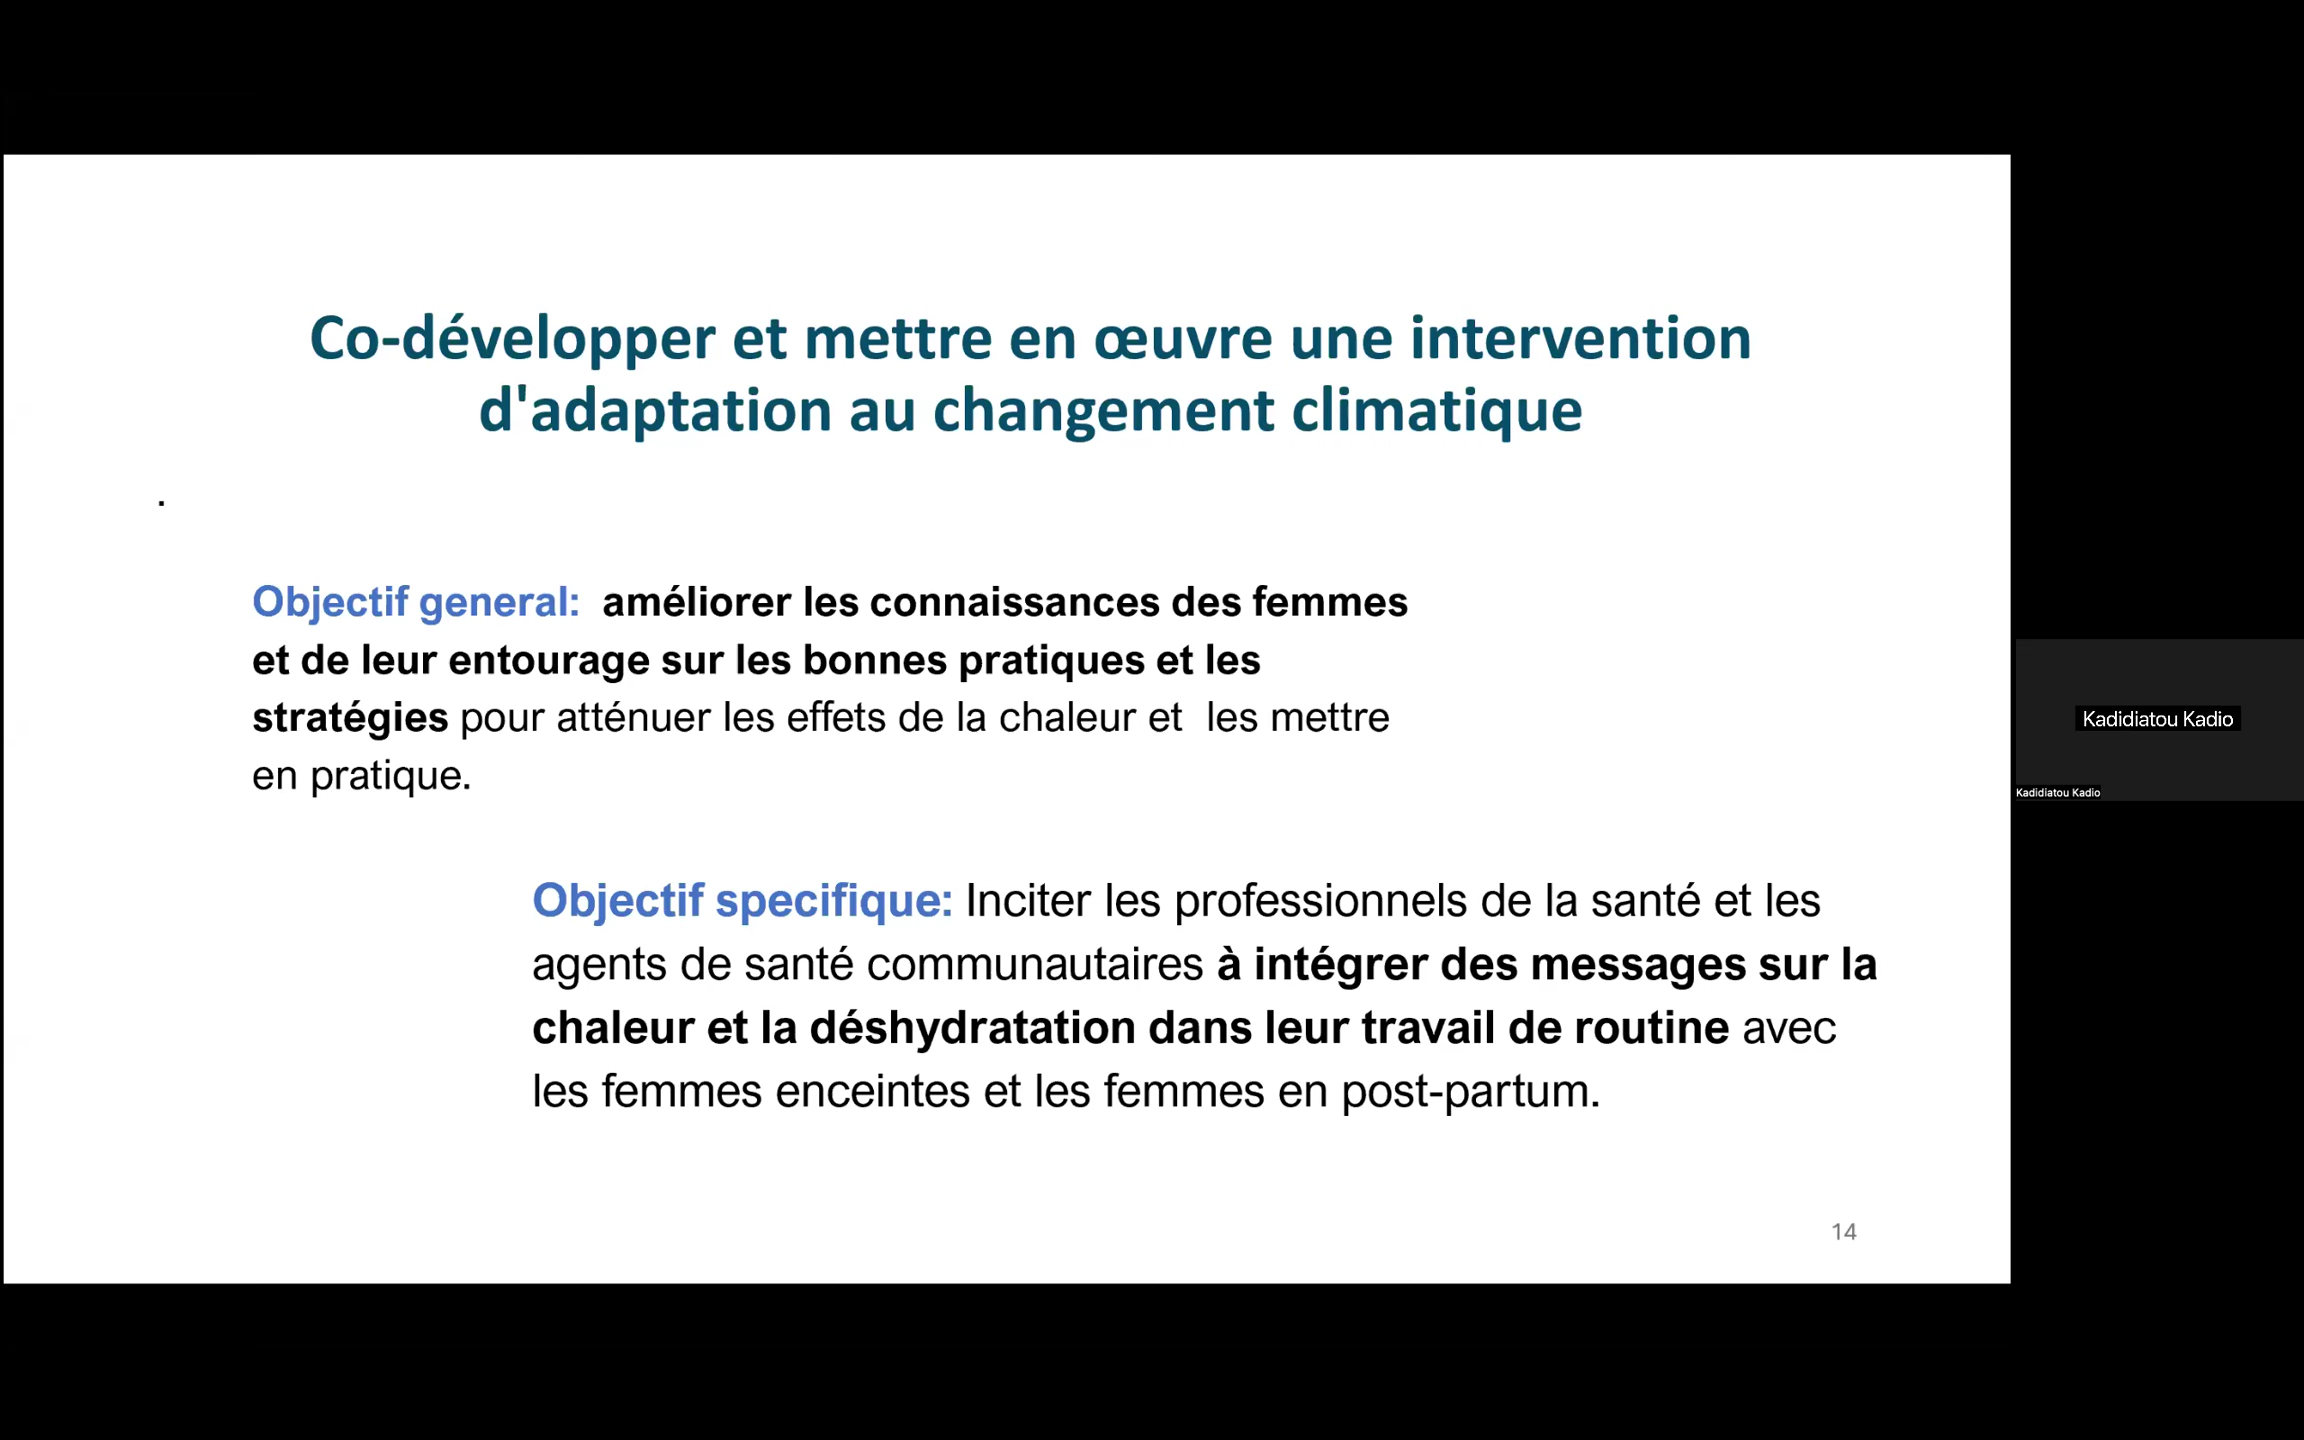 Co-développer et mettre en œuvre une intervention
d'adaptation au changement climatique
.
Objectif general: améliorer les connaissances des femmes
et de leur entourage sur les bonnes pratiques et les
stratégies pour atténuer les effets de la chaleur et les mettre
en pratique.
Objectif specifique: Inciter les professionnels de la santé et les
agents de santé communautaires à intégrer des messages sur la
chaleur et la déshydratation dans leur travail de routine avec
les femmes enceintes et les femmes en post-partum.
14
Kadidiatou Kadio
Kadidiatou Kadio